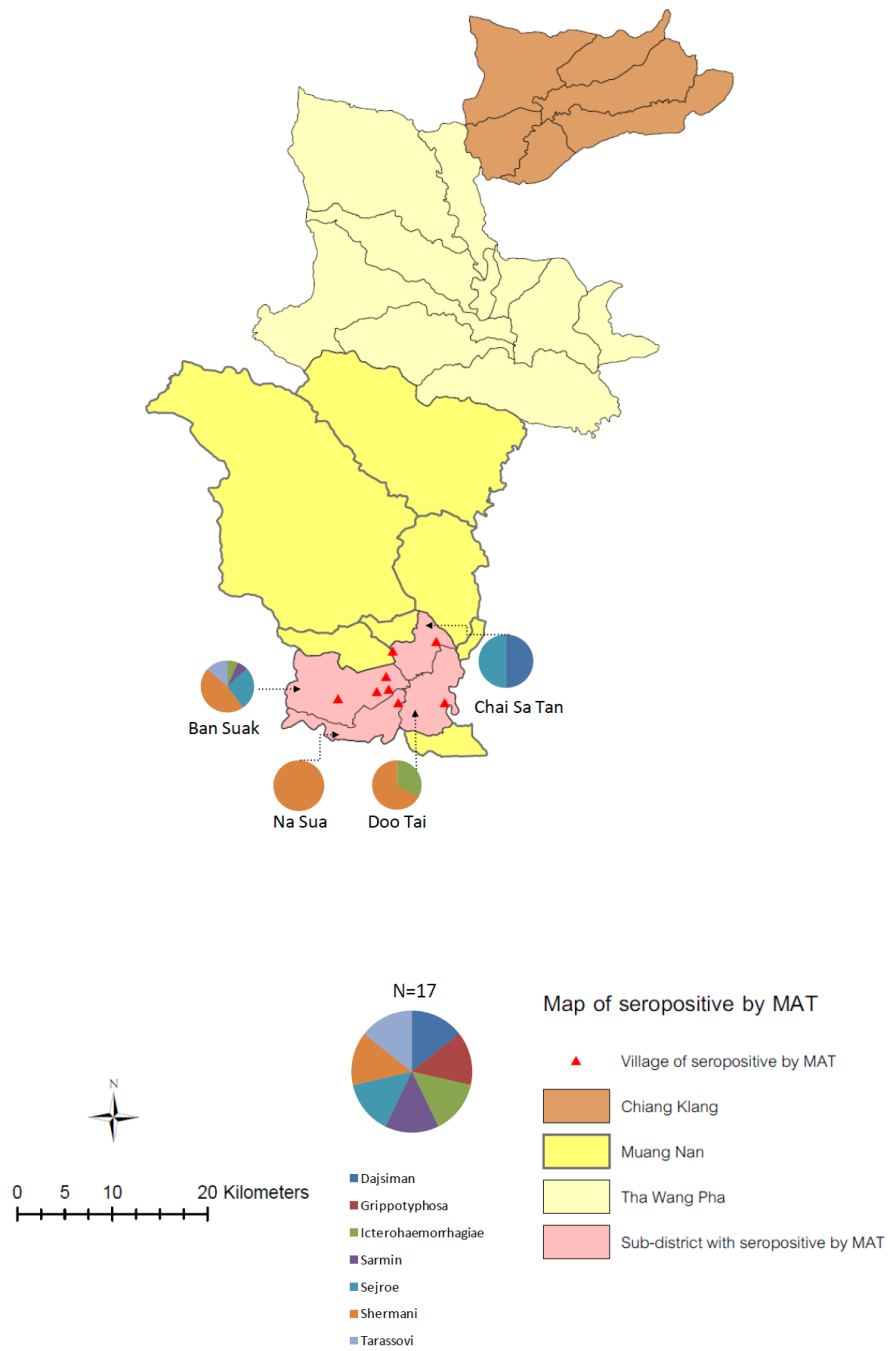 Chai Sa Tan
Ban Suak
Na Sua
Doo Tai
N=17
Map of seropositive by MAT
Village of seropositive by MAT
Chiang Klang
Muang Nan
Tha Wang Pha
Sub-district with seropositive by MAT
N
0 5 10 20 Kilometers
Dajsiman
Grippotyphosa
Icterohaemorrhagiae
Sarmin
Sejroe
Shermani
Tarassovi